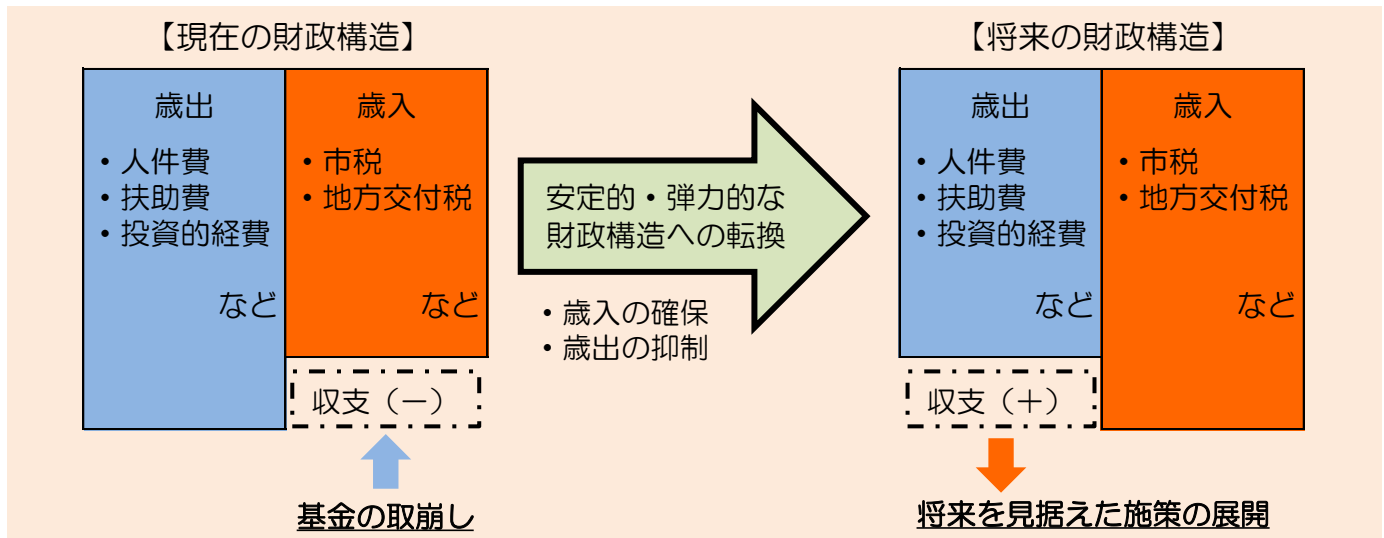 【現在の財政構造】
歳出
・人件費
・扶助費
・投資的経費
など
歳入
・市税
・地方交付税
など
収支（－）
基金の取崩し
安定的・弾力的な
財政構造への転換
・歳入の確保
・歳出の抑制
【将来の財政構造】
歳出
・人件費
・扶助費
・投資的経費
など
収支（＋）
歳入
・市税
・地方交付税
など
将来を見据えた施策の展開